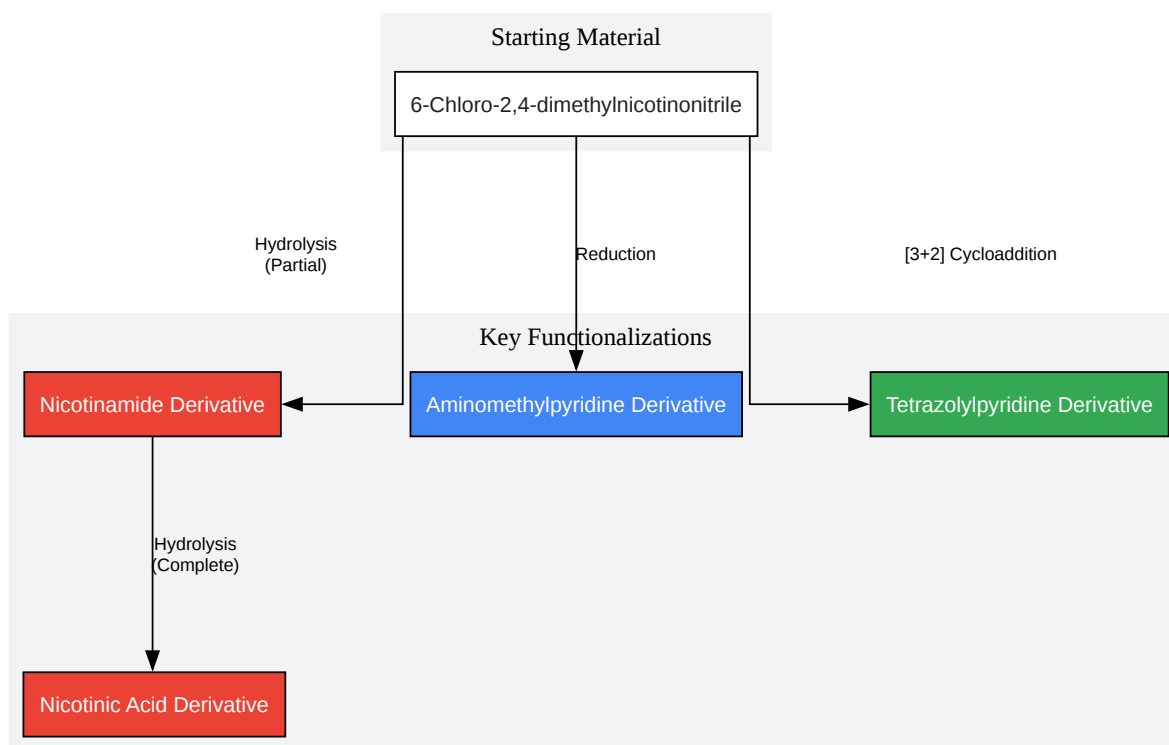 Starting Material
6-Chloro-2,4-dimethylnicotinonitrile
Hydrolysis
(Partial)
Reduction
[3+2] Cycloaddition
Key Functionalizations
Nicotinamide Derivative
Aminomethylpyridine Derivative
Tetrazolylpyridine Derivative
Hydrolysis
(Complete)
Nicotinic Acid Derivative